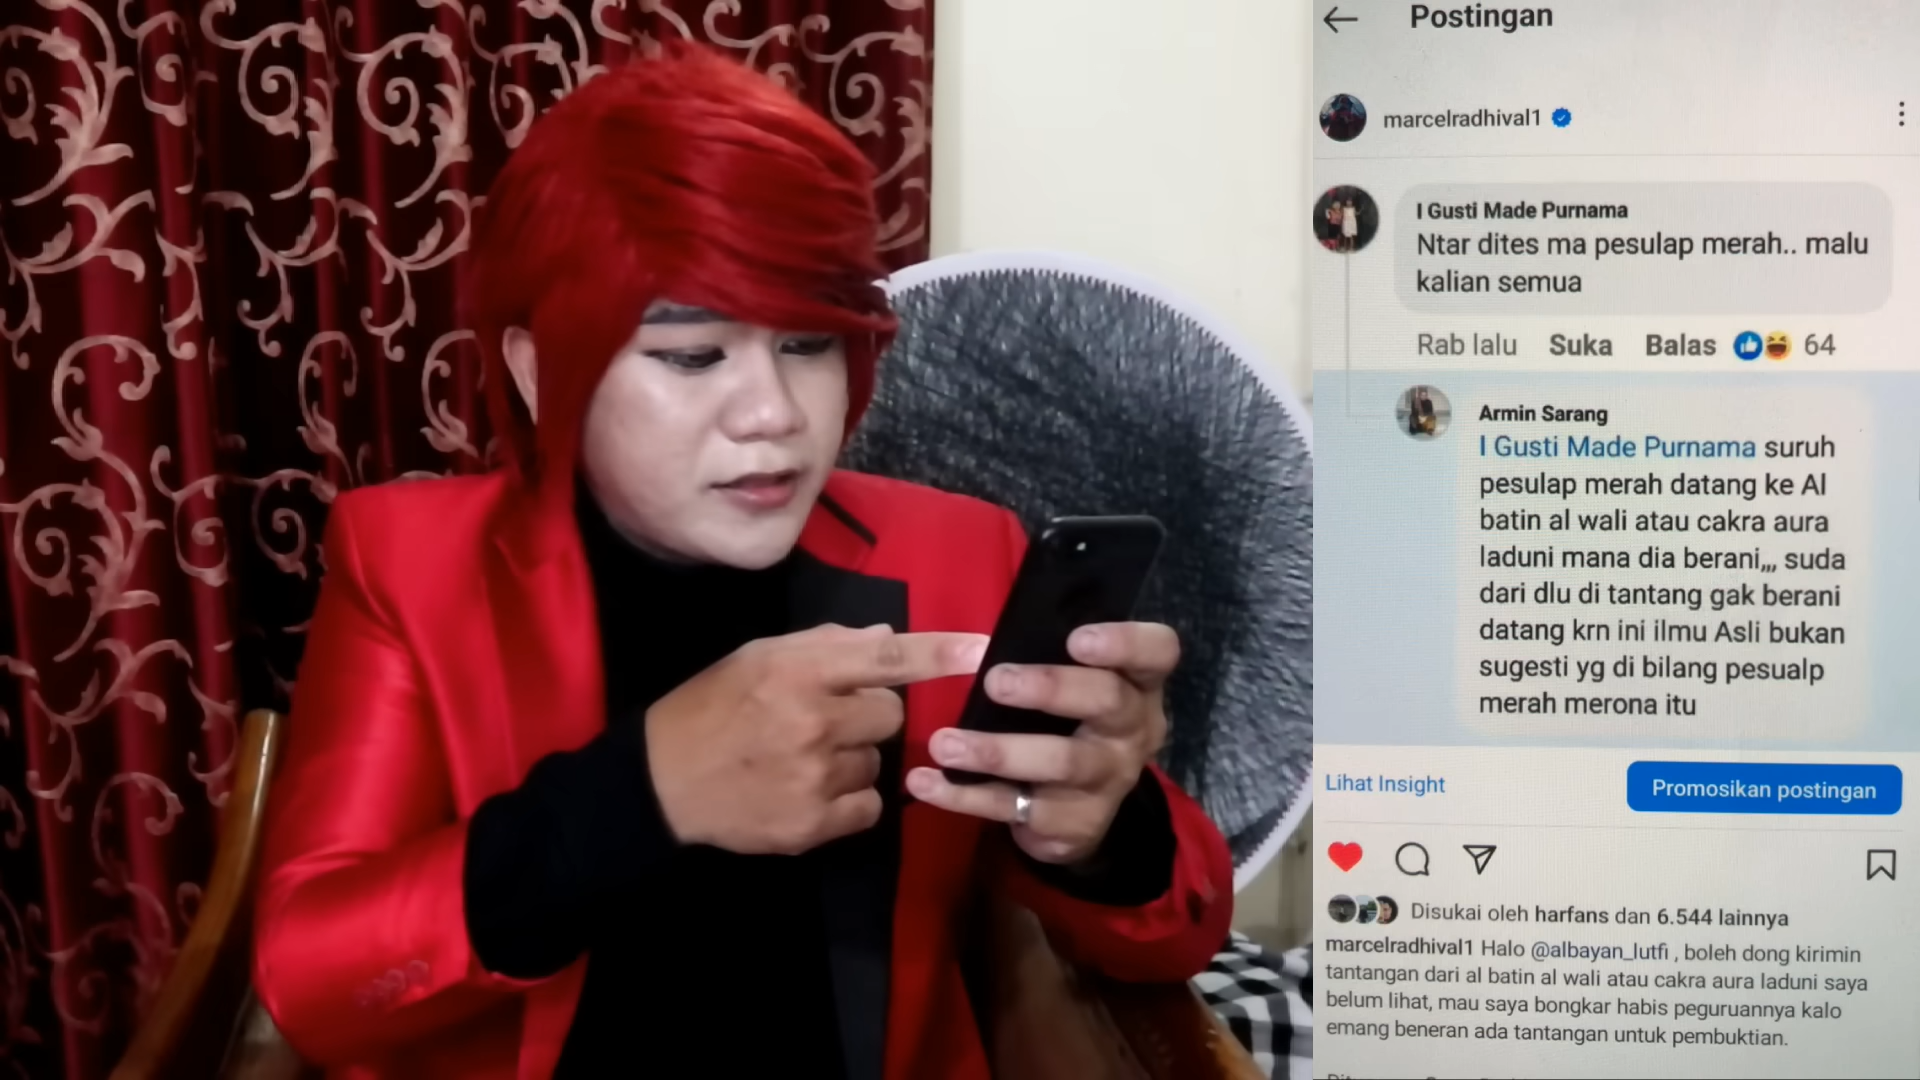 Postingan
marcelradhival1
I Gusti Made Purnama
Ntar dites ma pesulap merah.. malu
kalian semua
Rab lalu Suka Balas 64
Armin Sarang
I Gusti Made Purnama suruh
pesulap merah datang ke Al
batin al wali atau cakra aura
laduni mana dia berani,,, suda
dari dlu di tantang gak berani
datang krn ini ilmu Asli bukan
sugesti yg di bilang pesualp
merah merona itu
Lihat Insight Promosikan postingan
Disukai oleh harfans dan 6.544 lainnya
marcelradhival1 Halo @albayan_lutfi , boleh dong kirimin
tantangan dari al batin al wali atau cakra aura laduni saya
belum lihat, mau saya bongkar habis peguruannya kalo
emang beneran ada tantangan untuk pembuktian.